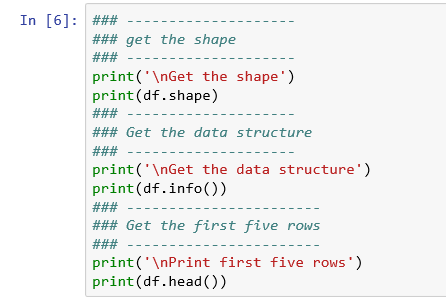 In [6]: ### --------------------
### get the shape
### --------------------
print('\nGet the shape')
print(df.shape)
### --------------------
### Get the data structure
### --------------------
print('\nGet the data structure')
print(df.info())
### -----------------------
### Get the first five rows
### -----------------------
print('\nPrint first five rows')
print(df.head())